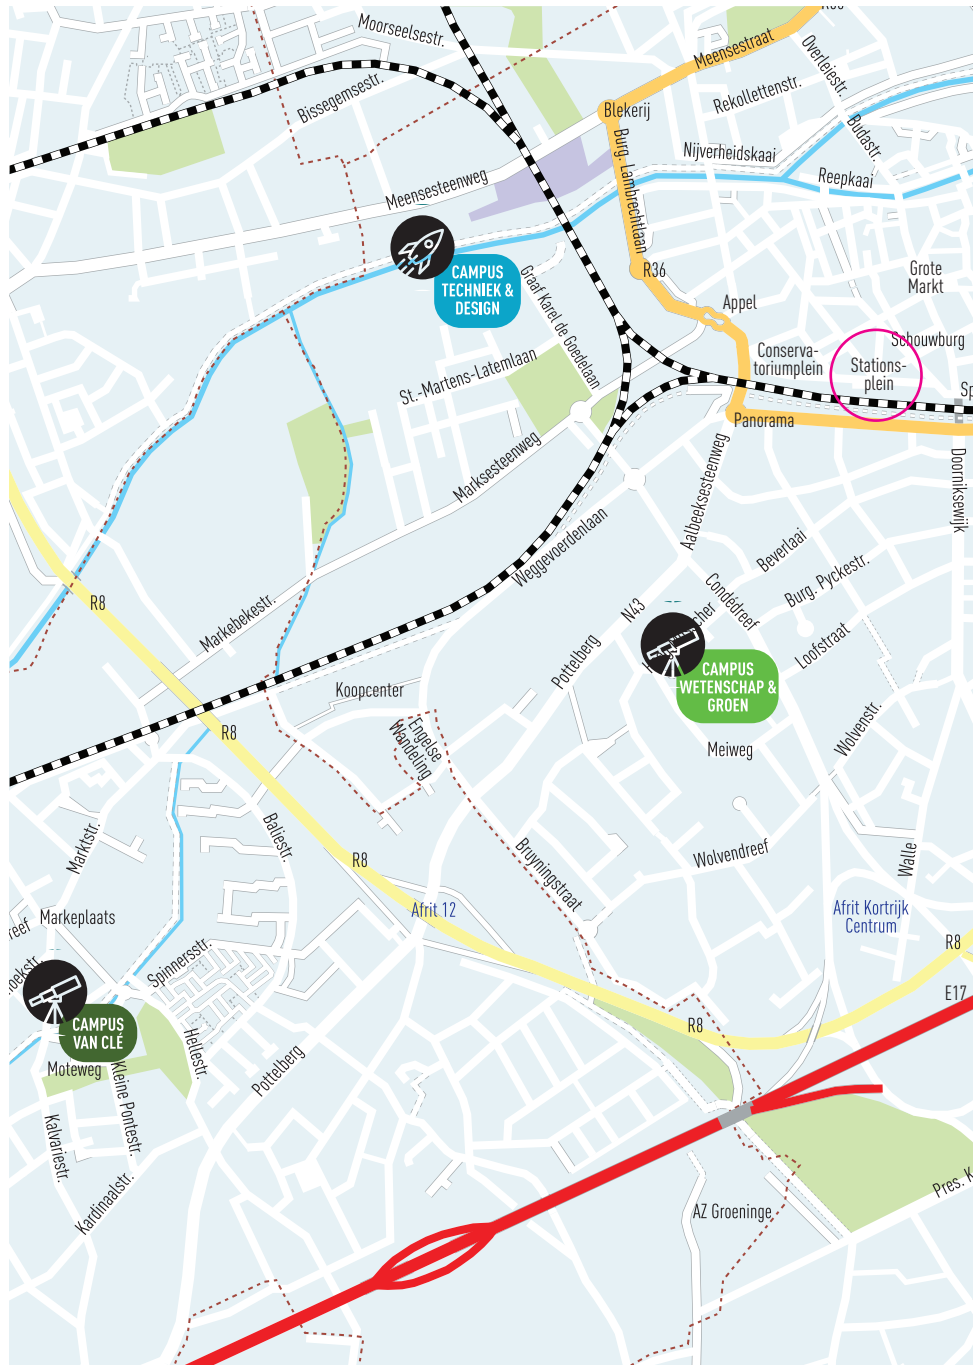 Moorseelsestr.
Meensestraat
Overleiestr.
Bissegemsestr.
Rekollettenstr.
Blekerij
Budastr.
Burg. Lambrechtlaan
Nijverheidskaai
Reepkaai
Meensesteenweg
CAMPUS
TECHNIEK &
DESIGN
R36
Grote
Markt
Graaf Karel de Goedelaan
Appel
Schouwburg
Conserva-
toriumplein
Stations-
plein
St.-Martens-Latemlaan
Panorama
Marksesteenweg
Aalbeeksesteenweg
Doorniksewijk
Weggevoerdenlaan
Beverlaai
Burg. Pyckestr.
Condédreef
R8
Markebekestr.
N43
Loofstraat
Pottelberg
CAMPUS
WETENSCHAP &
GROEN
Koopcenter
Engelse
Wandeling
Wolvenstr.
R8
Meiweg
Baliestr.
Marktstr.
R8
Bruyningstraat
Wolvendreef
Walle
Afrit 12
Afrit Kortrijk
Centrum
Markeplaats
R8
Spinnersstr.
E17
CAMPUS
VAN CLÉ
R8
Hellestr.
Pottelberg
Moteweg
Kleine Pontestr.
Kalvariestr.
Kardinaalstr.
Pres. K
AZ Groeninge